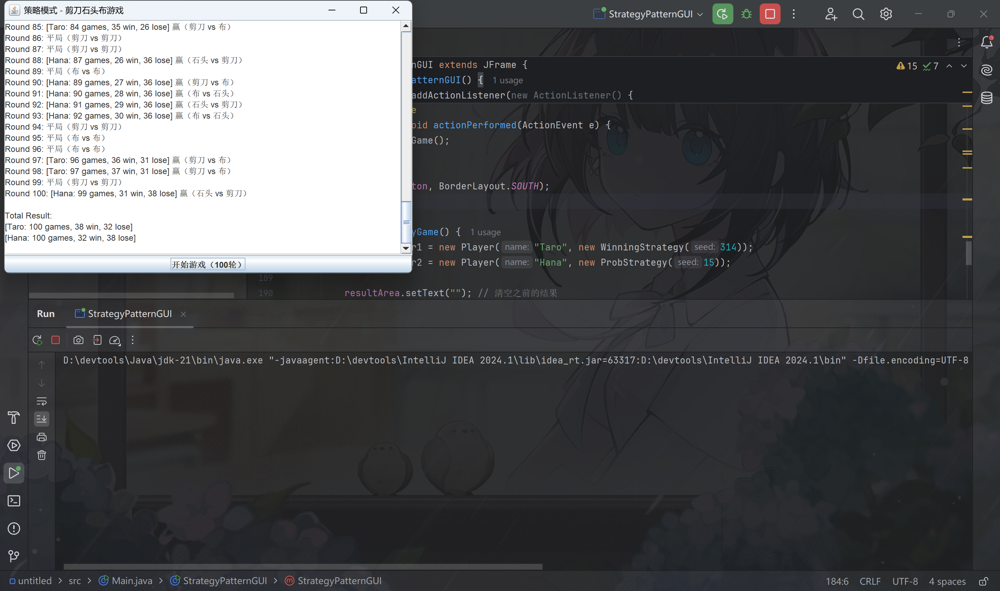 策略模式 - 剪刀石头布游戏
Round 85: [Taro: 84 games, 35 win, 26 lose] 赢（剪刀 vs 布）
Round 86: 平局（剪刀 vs 剪刀）
Round 87: 平局（剪刀 vs 剪刀）
Round 88: [Hana: 87 games, 26 win, 36 lose] 赢（石头 vs 剪刀）
Round 89: 平局（布 vs 布）
Round 90: [Hana: 89 games, 27 win, 36 lose] 赢（剪刀 vs 布）
Round 91: [Hana: 90 games, 28 win, 36 lose] 赢（布 vs 石头）
Round 92: [Hana: 91 games, 29 win, 36 lose] 赢（石头 vs 剪刀）
Round 93: [Hana: 92 games, 30 win, 36 lose] 赢（布 vs 石头）
Round 94: 平局（剪刀 vs 剪刀）
Round 95: 平局（布 vs 布）
Round 96: 平局（布 vs 布）
Round 97: [Taro: 96 games, 36 win, 31 lose] 赢（剪刀 vs 布）
Round 98: [Taro: 97 games, 37 win, 31 lose] 赢（剪刀 vs 布）
Round 99: 平局（剪刀 vs 剪刀）
Round 100: [Hana: 99 games, 31 win, 38 lose] 赢（石头 vs 剪刀）
Total Result:
[Taro: 100 games, 38 win, 32 lose]
[Hana: 100 games, 32 win, 38 lose]
开始游戏（100轮）
StrategyPatternGUI
15 7
nGUI extends JFrame {
atternGUI() { 1 usage
addActionListener(new ActionListener() {
e
oid actionPerformed(ActionEvent e) {
Game();
ton, BorderLayout.SOUTH);
yGame() { 1 usage
r1 = new Player( name: "Taro", new WinningStrategy( seed: 314));
r2 = new Player( name: "Hana", new ProbStrategy( seed: 15));
189
190 resultArea.setText(""); // 清空之前的结果
Run StrategyPatternGUI
D:\devtools\Java\jdk-21\bin\java.exe "-javaagent:D:\devtools\IntelliJ IDEA 2024.1\lib\idea_rt.jar=63317:D:\devtools\IntelliJ IDEA 2024.1\bin" -Dfile.encoding=UTF-8
untitled > src > Main.java > StrategyPatternGUI > StrategyPatternGUI
184:6 CRLF UTF-8 4 spaces